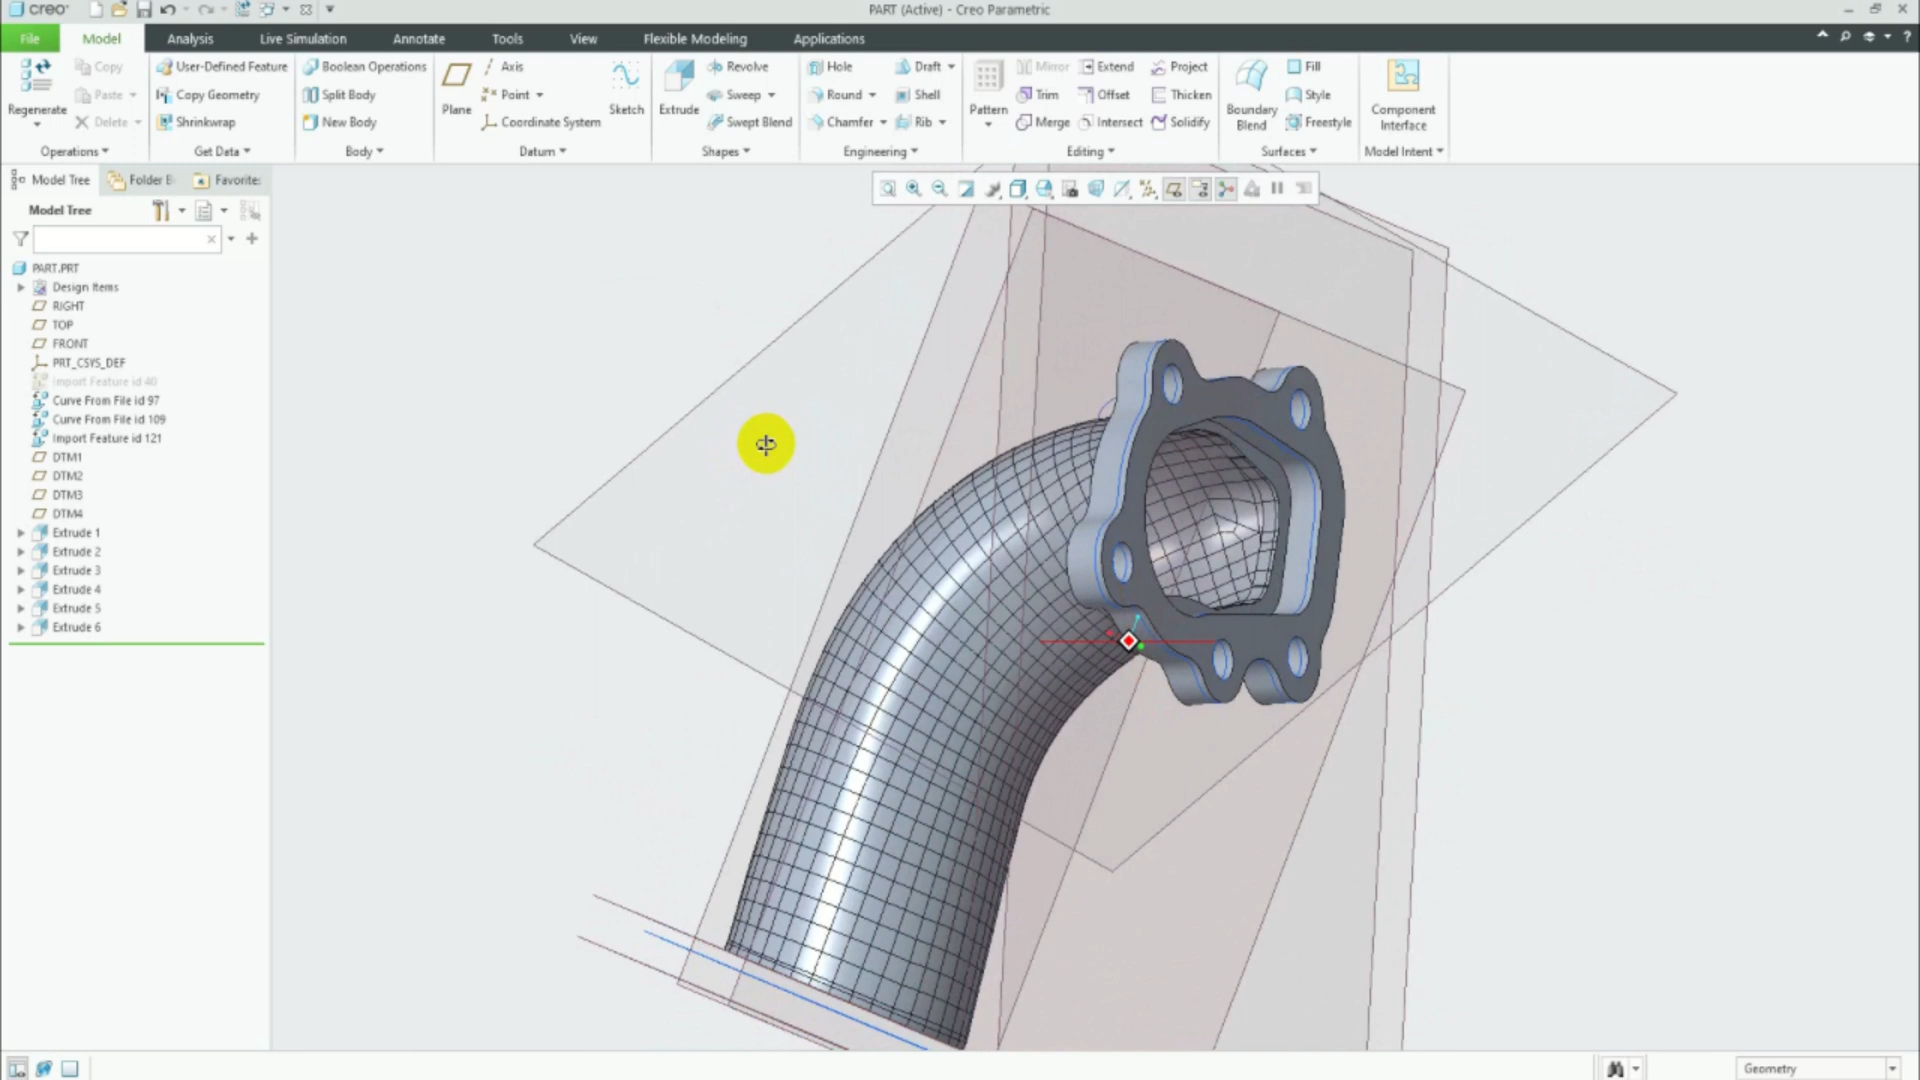 creo
PART (Active) - Creo Parametric
File Model Analysis Live Simulation Annotate Tools View Flexible Modeling Applications
Regenerate
Copy
Paste
Delete
Operations
User-Defined Feature
Copy Geometry
Shrinkwrap
Get Data
Boolean Operations
Split Body
New Body
Body
Plane
Axis
Point
Coordinate System
Sketch
Datum
Extrude
Revolve
Sweep
Swept Blend
Shapes
Hole
Round
Chamfer
Draft
Shell
Rib
Engineering
Pattern
Mirror
Trim
Merge
Extend
Offset
Intersect
Project
Thicken
Solidify
Editing
Boundary
Blend
Fill
Style
Freestyle
Surfaces
Component
Interface
Model Intent
Model Tree Folder B Favorite:
Model Tree
PART.PRT
Design Items
RIGHT
TOP
FRONT
PRT_CSYS_DEF
Import Feature id 40
Curve From File id 97
Curve From File id 109
Import Feature id 121
DTM1
DTM2
DTM3
DTM4
Extrude 1
Extrude 2
Extrude 3
Extrude 4
Extrude 5
Extrude 6
Geometry